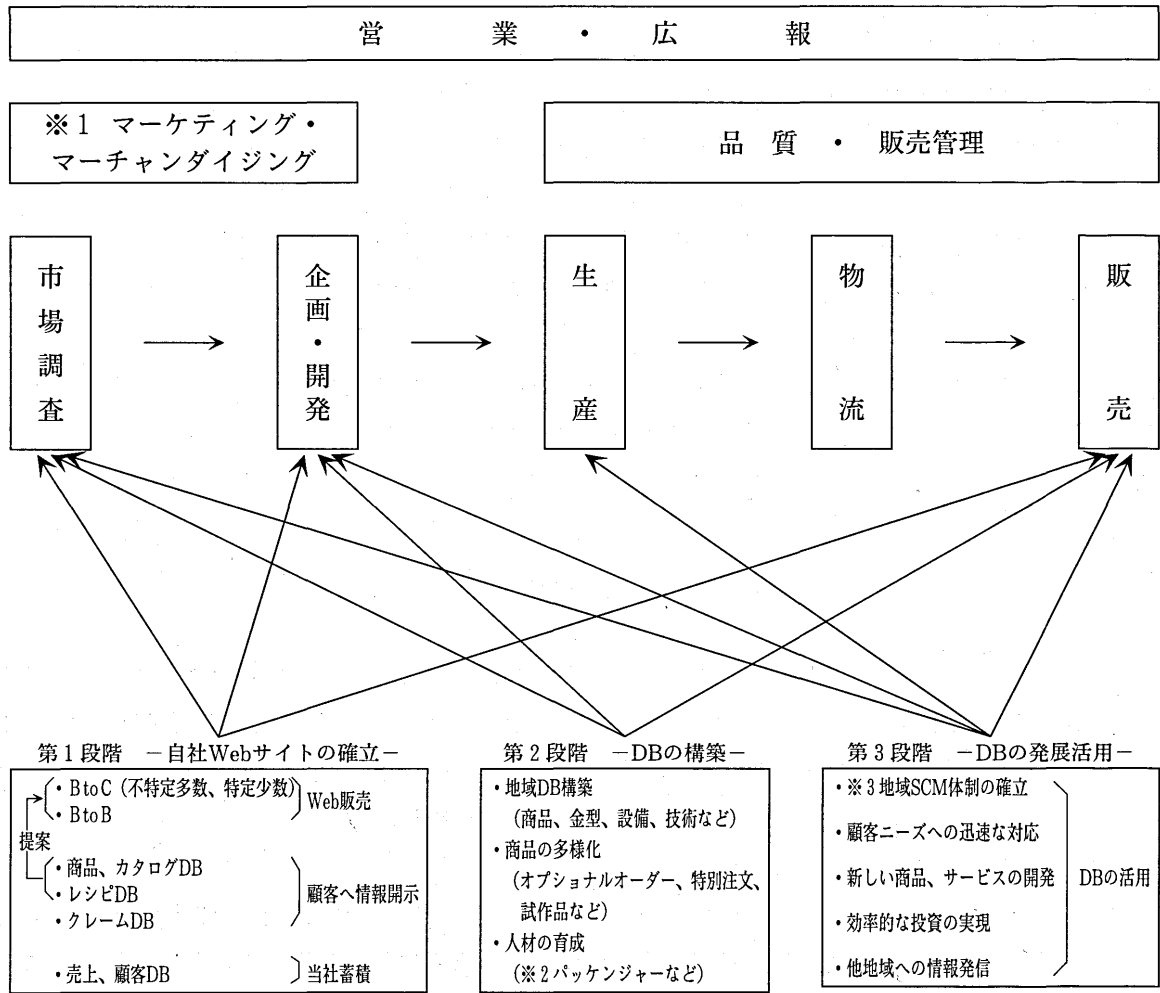 営業・広報
※1 マーケティング・
マーチャンダイジング
品質・販売管理
市場調査
企画・開発
生産
物流
販売
第1段階 －自社Webサイトの確立－
・BtoC（不特定多数、特定少数）
・BtoB
Web販売
提案
・商品、カタログDB
・レシピDB
・クレームDB
顧客へ情報開示
・売上、顧客DB
当社蓄積
第2段階 －DBの構築－
・地域DB構築
（商品、金型、設備、技術など）
・商品の多様化
（オプショナルオーダー、特別注文、
試作品など）
・人材の育成
（※2パッケンジャーなど）
第3段階 －DBの発展活用－
・※3地域SCM体制の確立
・顧客ニーズへの迅速な対応
・新しい商品、サービスの開発
・効率的な投資の実現
・他地域への情報発信
DBの活用